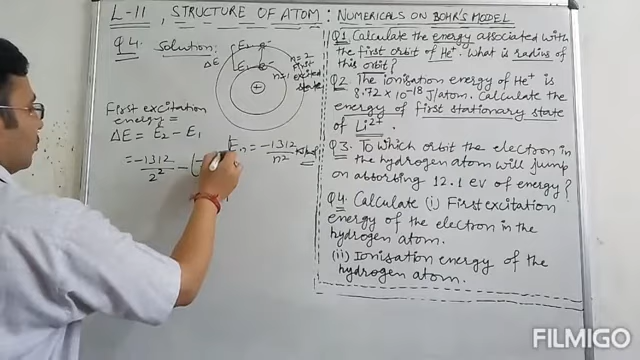 L-11, STRUCTURE OF ATOM: NUMERICALS ON BOHR'S MODEL
Q4. Solution:
E2 e-
ΔE
E1 e-
n=1
n=2
first
excited
state
+
First excitation
energy =
ΔE = E2 - E1
= -1312/2² - (-
En = -1312/n² KJ/mol
Q1 Calculate the energy associated with
the first orbit of He+. What is radius of
this orbit?
Q2 The ionisation energy of He+ is
8.72 × 10-18 J/atom. Calculate the
energy of first stationary state
of Li2+
Q3. To which orbit the electron in
the hydrogen atom will jump
on absorbing 12.1 ev of energy?
Q4 Calculate (i) First excitation
energy of the electron in the
hydrogen atom.
(ii) Ionisation energy of the
hydrogen atom.
FILMIGO